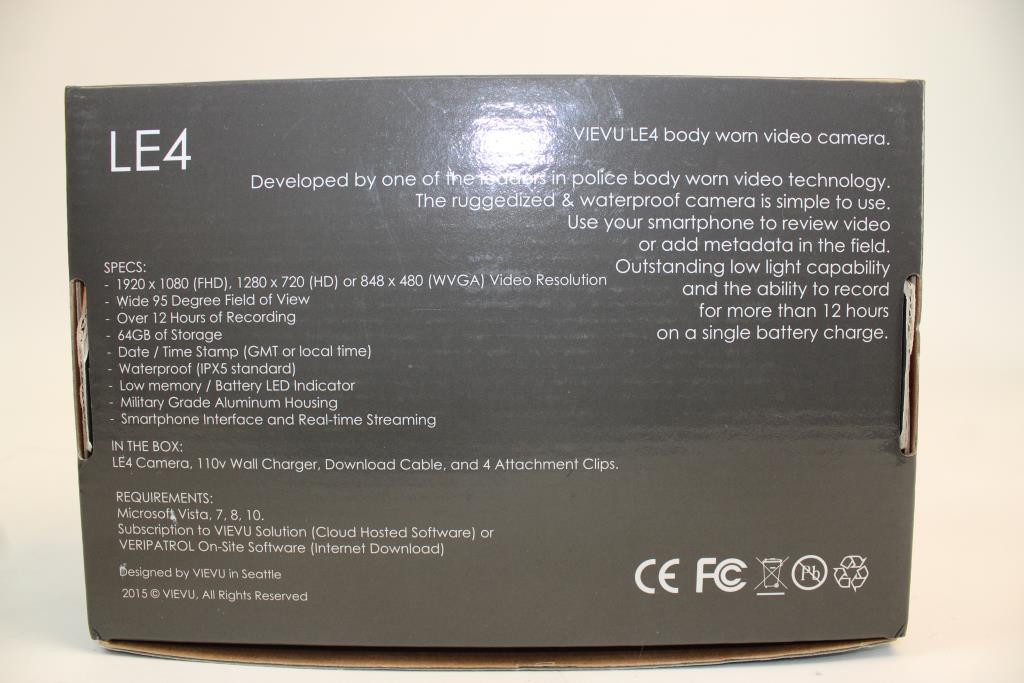 LE4
VIEVU LE4 body worn video camera.
Developed by one of the leaders in police body worn video technology.
The ruggedized & waterproof camera is simple to use.
Use your smartphone to review video
or add metadata in the field.
Outstanding low light capability
and the ability to record
for more than 12 hours
on a single battery charge.
SPECS:
- 1920 x 1080 (FHD), 1280 x 720 (HD) or 848 x 480 (WVGA) Video Resolution
- Wide 95 Degree Field of View
- Over 12 Hours of Recording
- 64GB of Storage
- Date / Time Stamp (GMT or local time)
- Waterproof (IPX5 standard)
- Low memory / Battery LED Indicator
- Military Grade Aluminum Housing
- Smartphone Interface and Real-time Streaming
IN THE BOX:
LE4 Camera, 110v Wall Charger, Download Cable, and 4 Attachment Clips.
REQUIREMENTS:
Microsoft Vista, 7, 8, 10.
Subscription to VIEVU Solution (Cloud Hosted Software) or
VERIPATROL On-Site Software (Internet Download)
Designed by VIEVU in Seattle
2015 © VIEVU, All Rights Reserved
CE FC Pb